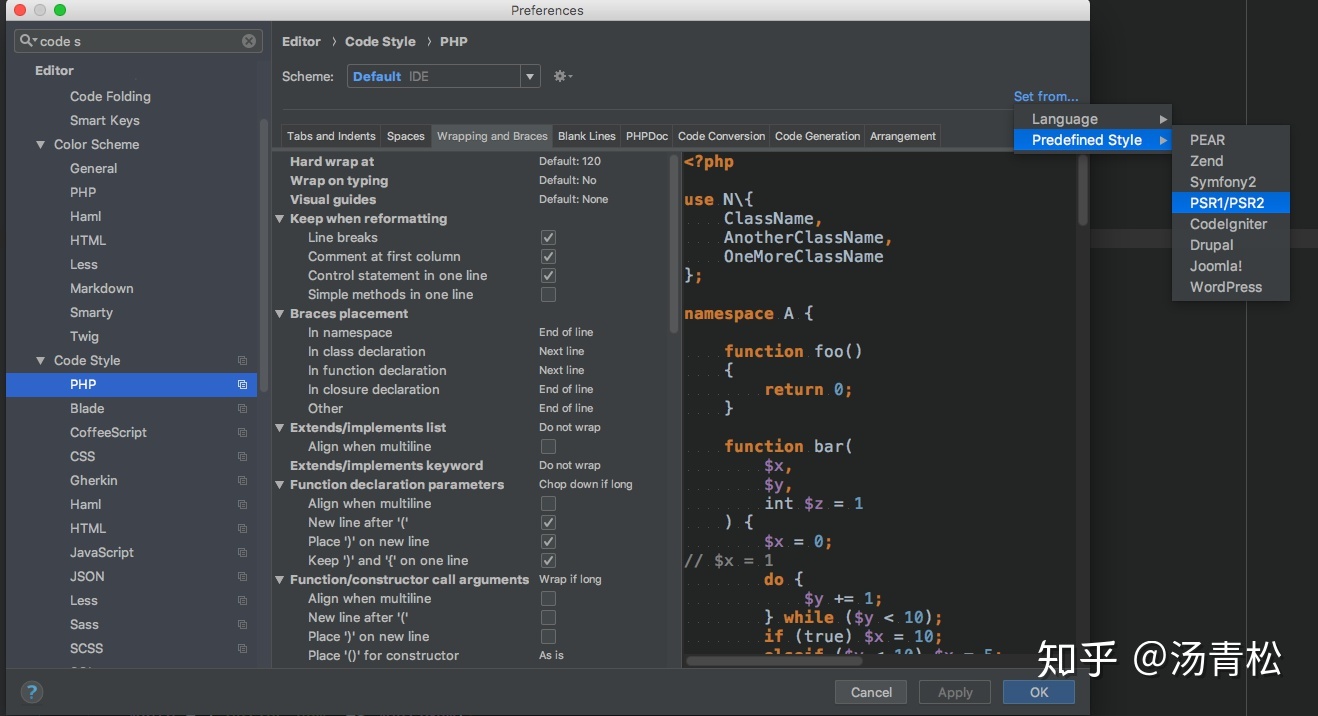 Preferences
code s
Editor
Code Folding
Smart Keys
Color Scheme
General
PHP
Haml
HTML
Less
Markdown
Smarty
Twig
Code Style
PHP
Blade
CoffeeScript
CSS
Gherkin
Haml
HTML
JavaScript
JSON
Less
Sass
SCSS
Editor › Code Style › PHP
Scheme: Default IDE
Set from...
Language
Predefined Style
PEAR
Zend
Symfony2
PSR1/PSR2
CodeIgniter
Drupal
Joomla!
WordPress
Tabs and Indents Spaces Wrapping and Braces Blank Lines PHPDoc Code Conversion Code Generation Arrangement
Hard wrap at Default: 120
Wrap on typing Default: No
Visual guides Default: None
Keep when reformatting
Line breaks
Comment at first column
Control statement in one line
Simple methods in one line
Braces placement
In namespace End of line
In class declaration Next line
In function declaration Next line
In closure declaration End of line
Other End of line
Extends/implements list Do not wrap
Align when multiline
Extends/implements keyword Do not wrap
Function declaration parameters Chop down if long
Align when multiline
New line after '('
Place ')' on new line
Keep ')' and '{' on one line
Function/constructor call arguments Wrap if long
Align when multiline
New line after '('
Place ')' on new line
Place '()' for constructor As is
<?php
use N\{
ClassName,
AnotherClassName,
OneMoreClassName
};
namespace A {
function foo()
{
return 0;
}
function bar(
$x,
$y,
int $z = 1
) {
$x = 0;
// $x = 1
do {
$y += 1;
} while ($y < 10);
if (true) $x = 10;
elseif ($y < 10) $x = 5;
?
Cancel
Apply
OK
知乎 @汤青松